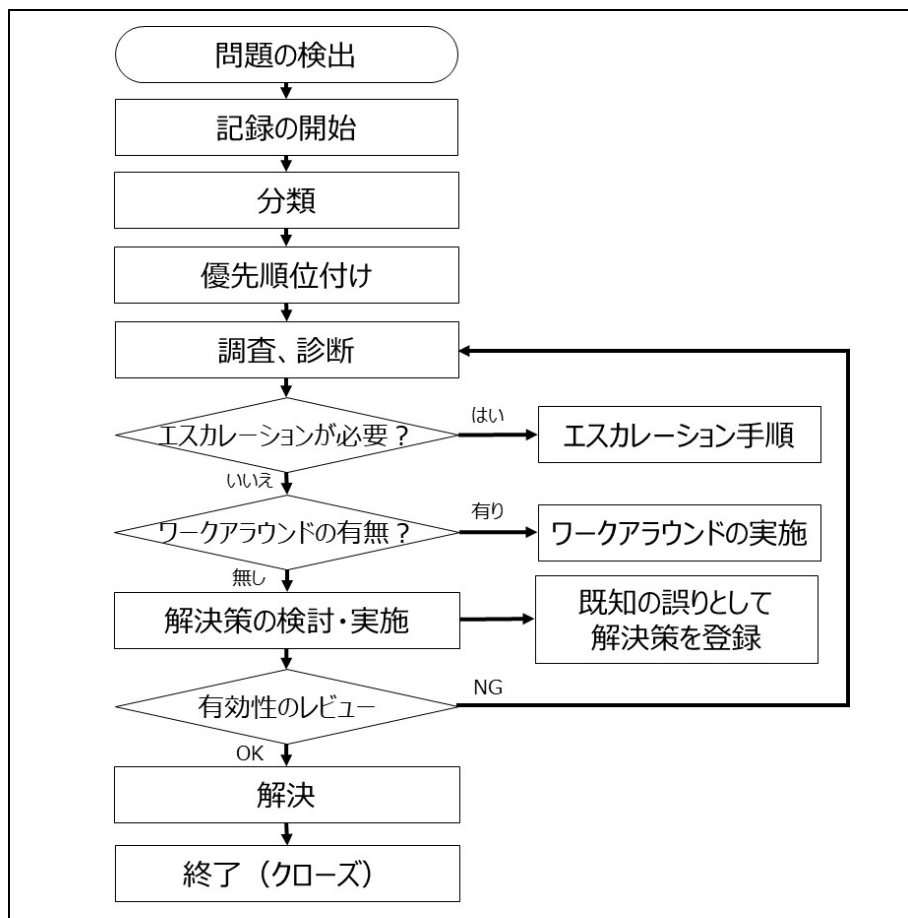 問題の検出
記録の開始
分類
優先順位付け
調査、診断
エスカレーションが必要？
はい
エスカレーション手順
いいえ
ワークアラウンドの有無？
有り
ワークアラウンドの実施
無し
解決策の検討・実施
既知の誤りとして
解決策を登録
有効性のレビュー
NG
OK
解決
終了（クローズ）